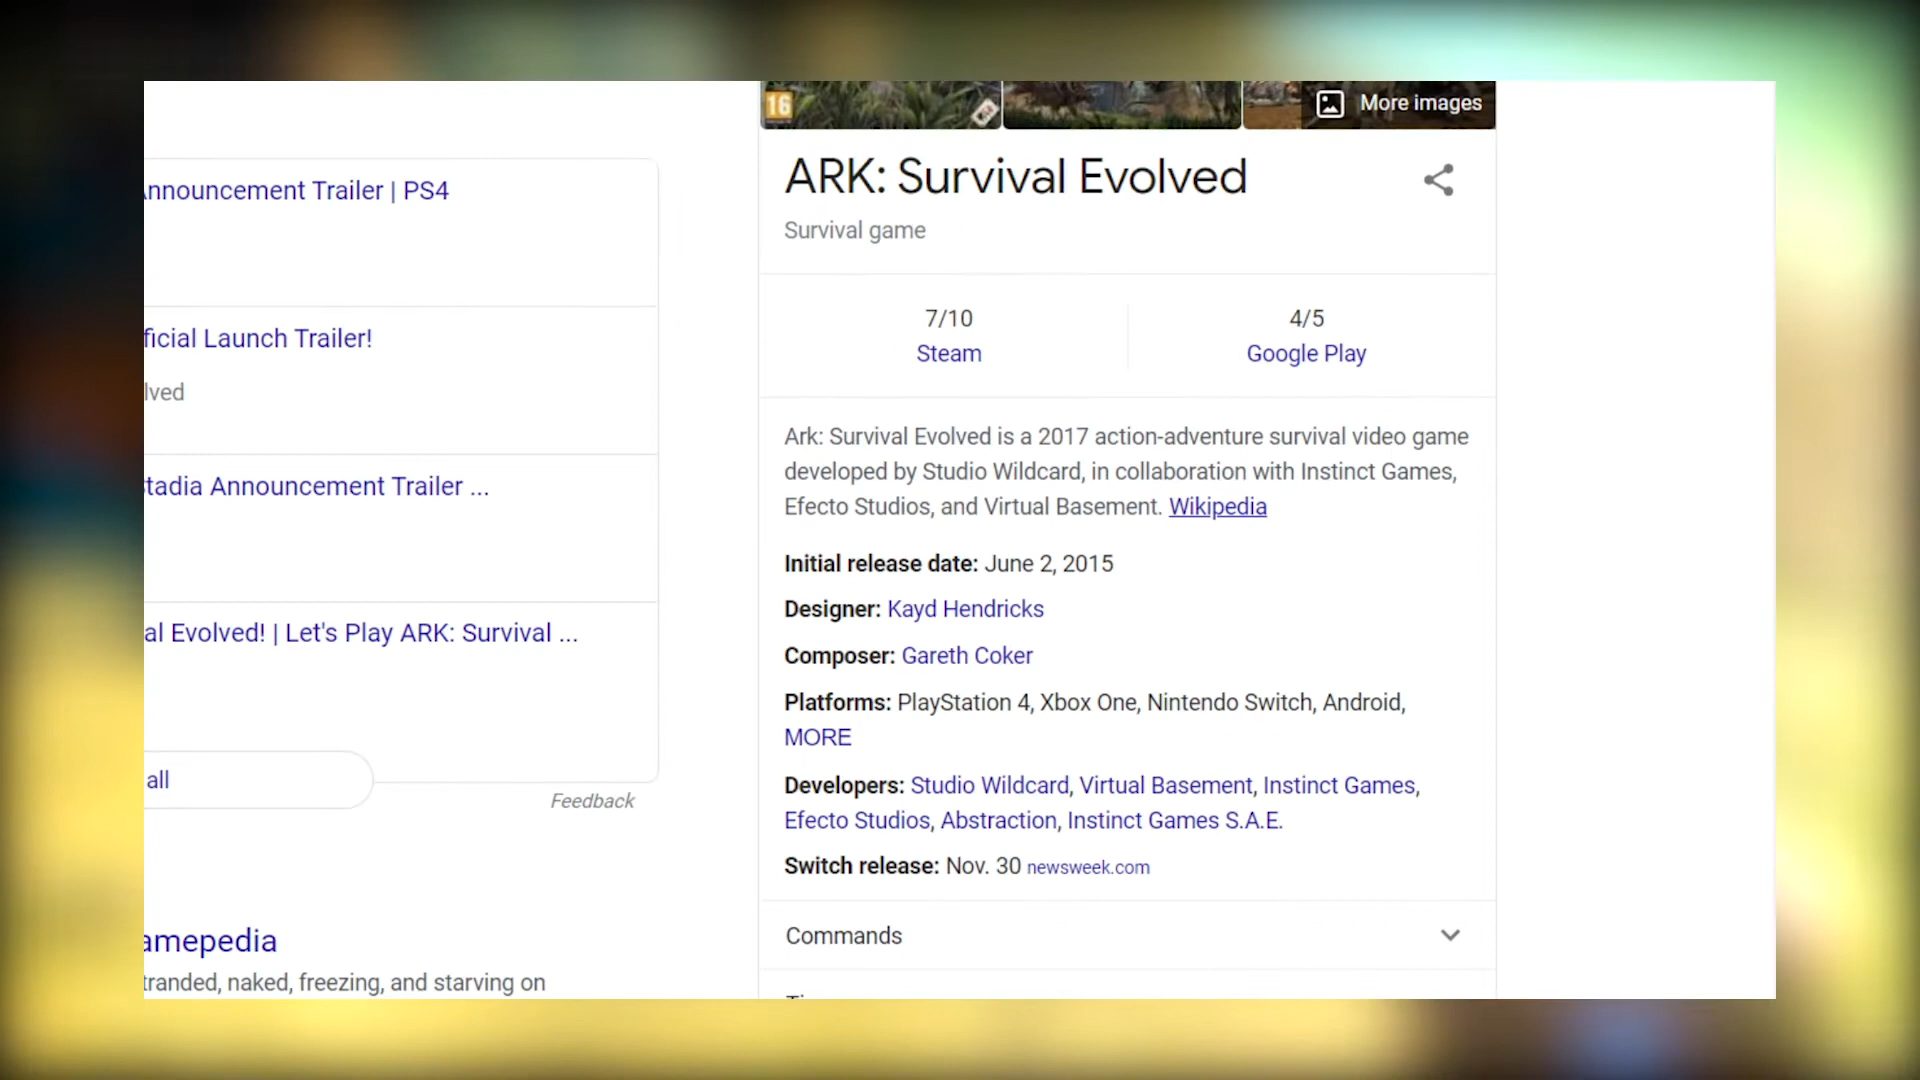 nnouncement Trailer | PS4
ficial Launch Trailer!
lved
tadia Announcement Trailer ...
al Evolved! | Let's Play ARK: Survival ...
all
Feedback
amepedia
tranded, naked, freezing, and starving on
16
More images
ARK: Survival Evolved
Survival game
7/10
Steam
4/5
Google Play
Ark: Survival Evolved is a 2017 action-adventure survival video game
developed by Studio Wildcard, in collaboration with Instinct Games,
Efecto Studios, and Virtual Basement. Wikipedia
Initial release date: June 2, 2015
Designer: Kayd Hendricks
Composer: Gareth Coker
Platforms: PlayStation 4, Xbox One, Nintendo Switch, Android,
MORE
Developers: Studio Wildcard, Virtual Basement, Instinct Games,
Efecto Studios, Abstraction, Instinct Games S.A.E.
Switch release: Nov. 30 newsweek.com
Commands